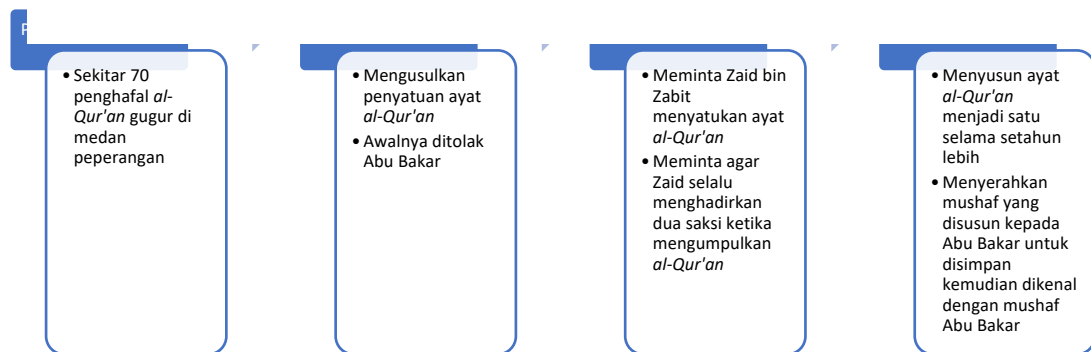 • Sekitar 70
penghafal al-
Qur'an gugur di
medan
peperangan
• Mengusulkan
penyatuan ayat
al-Qur'an
• Awalnya ditolak
Abu Bakar
• Meminta Zaid bin
Zabit
menyatukan ayat
al-Qur'an
• Meminta agar
Zaid selalu
menghadirkan
dua saksi ketika
mengumpulkan
al-Qur'an
• Menyusun ayat
al-Qur'an
menjadi satu
selama setahun
lebih
• Menyerahkan
mushaf yang
disusun kepada
Abu Bakar untuk
disimpan
kemudian dikenal
dengan mushaf
Abu Bakar